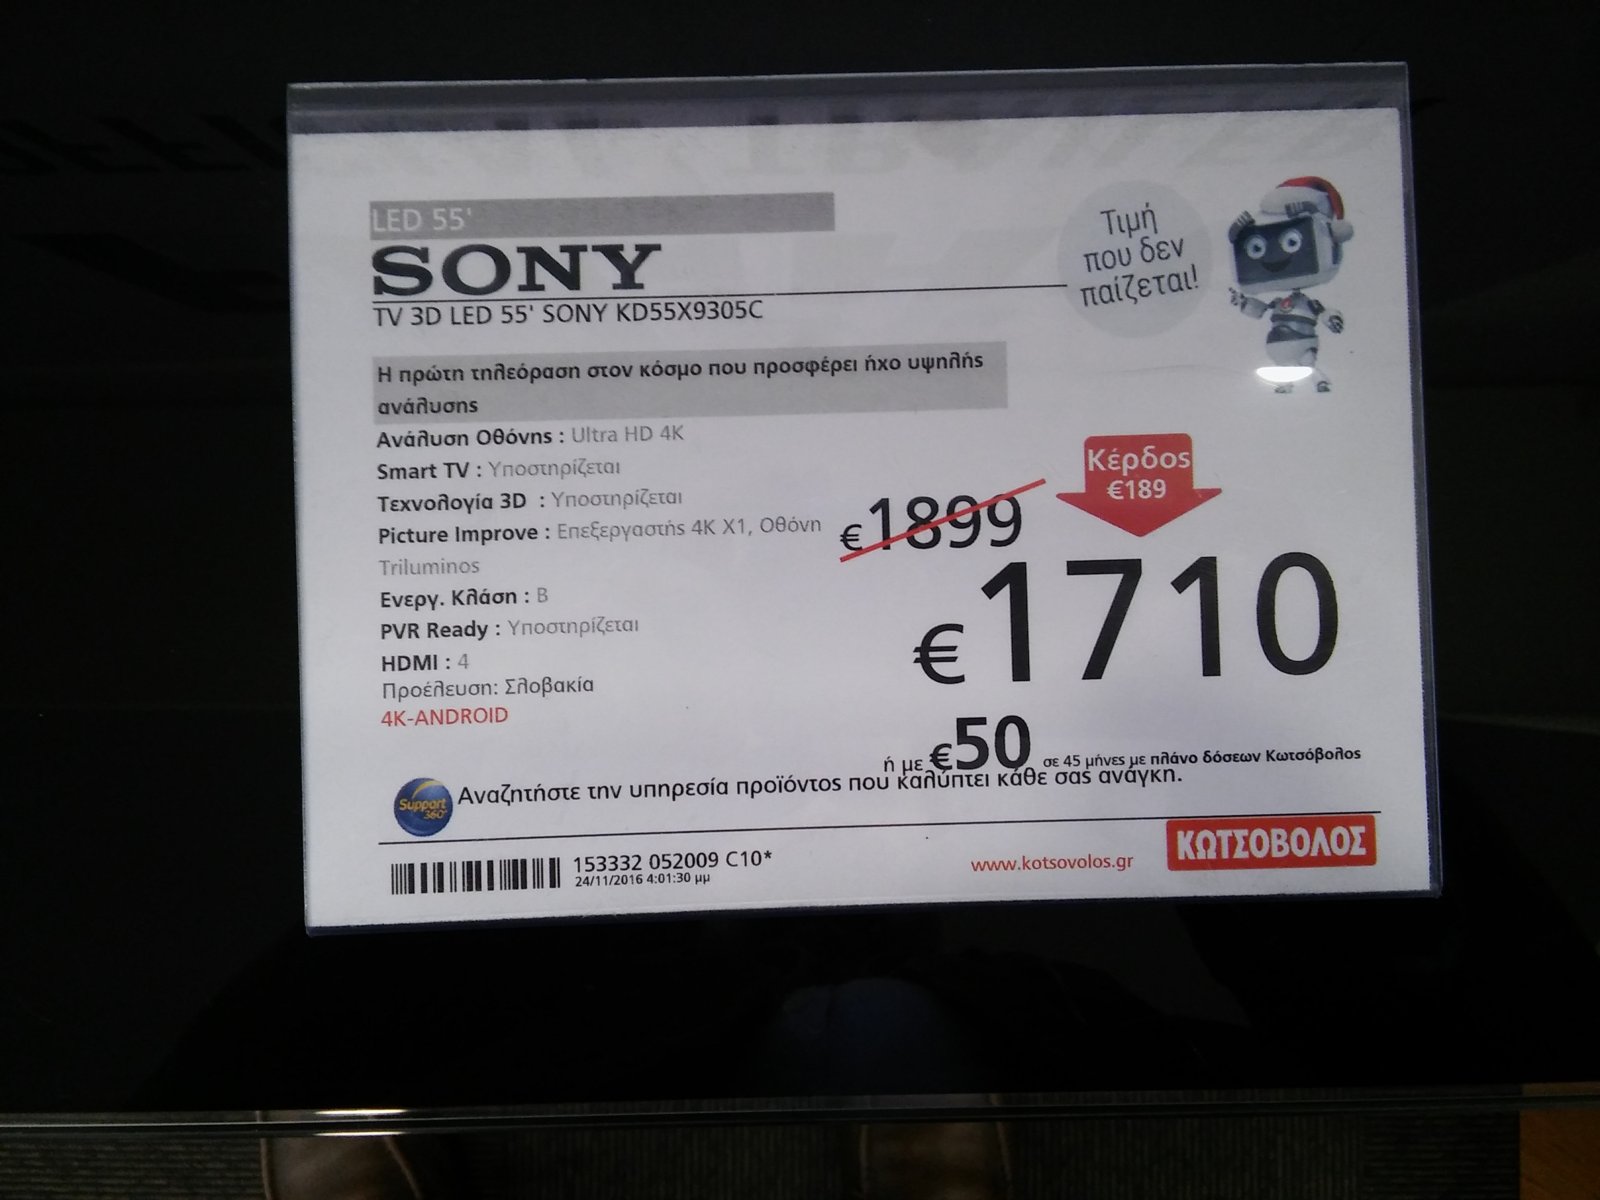 LED 55'
SONY
TV 3D LED 55' SONY KD55X9305C
Τιμή
που δεν
παίζεται!
Η πρώτη τηλεόραση στον κόσμο που προσφέρει ήχο υψηλής
ανάλυσης
Ανάλυση Οθόνης : Ultra HD 4K
Smart TV : Υποστηρίζεται
Τεχνολογία 3D : Υποστηρίζεται
Picture Improve : Επεξεργαστής 4K X1, Οθόνη
Triluminos
Ενεργ. Κλάση : B
PVR Ready : Υποστηρίζεται
HDMI : 4
Προέλευση: Σλοβακία
4K-ANDROID
Κέρδος
€189
€1899
€1710
ή με €50 σε 45 μήνες με πλάνο δόσεων Κωτσόβολος
Support
360°
Αναζητήστε την υπηρεσία προϊόντος που καλύπτει κάθε σας ανάγκη.
153332 052009 C10*
24/11/2016 4:01:30 μμ
www.kotsovolos.gr
ΚΩΤΣΟΒΟΛΟΣ